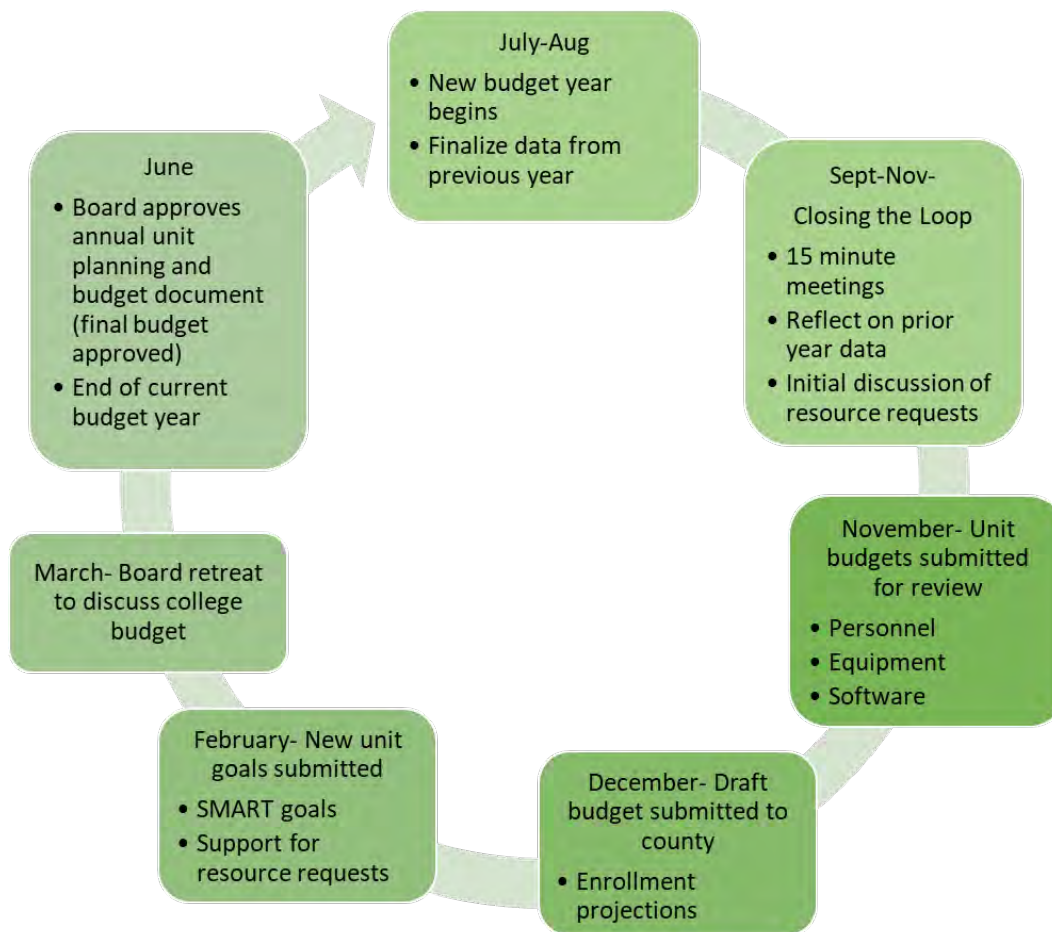 July-Aug
• New budget year
begins
• Finalize data from
previous year
Sept-Nov-
Closing the Loop
• 15 minute
meetings
• Reflect on prior
year data
• Initial discussion of
resource requests
November- Unit
budgets submitted
for review
• Personnel
• Equipment
• Software
December- Draft
budget submitted to
county
• Enrollment
projections
February- New unit
goals submitted
• SMART goals
• Support for
resource requests
March- Board retreat
to discuss college
budget
June
• Board approves
annual unit
planning and
budget document
(final budget
approved)
• End of current
budget year